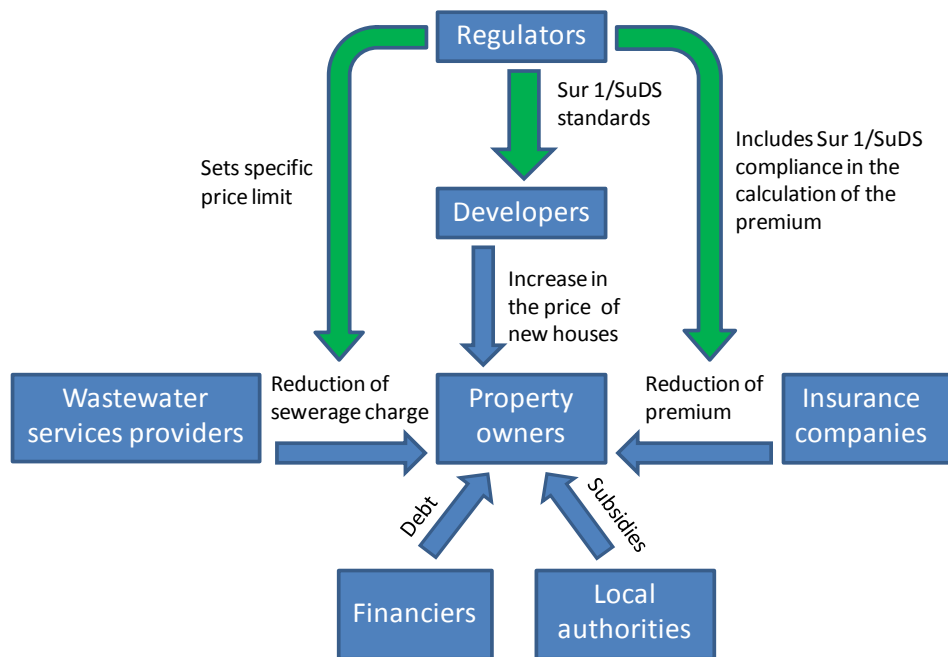 Regulators
Sur 1/SuDS
standards
Sets specific
price limit
Includes Sur 1/SuDS
compliance in the
calculation of the
premium
Developers
Increase in
the price of
new houses
Wastewater
services providers
Reduction of
sewerage charge
Property
owners
Reduction of
premium
Insurance
companies
Debt
Subsidies
Financiers
Local
authorities